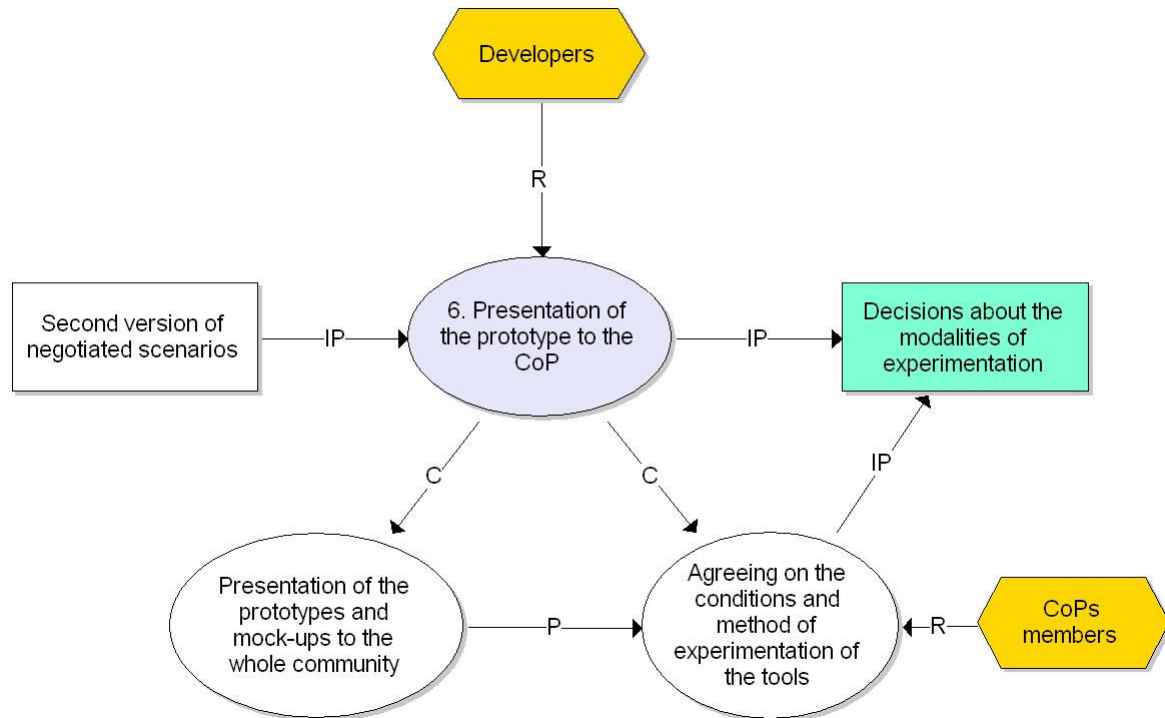 Developers
R
Second version of
negotiated scenarios
IP
6. Presentation of
the prototype to the
CoP
IP
Decisions about the
modalities of
experimentation
C
C
IP
Presentation of the
prototypes and
mock-ups to the
whole community
P
Agreeing on the
conditions and
method of
experimentation of
the tools
R
CoPs
members